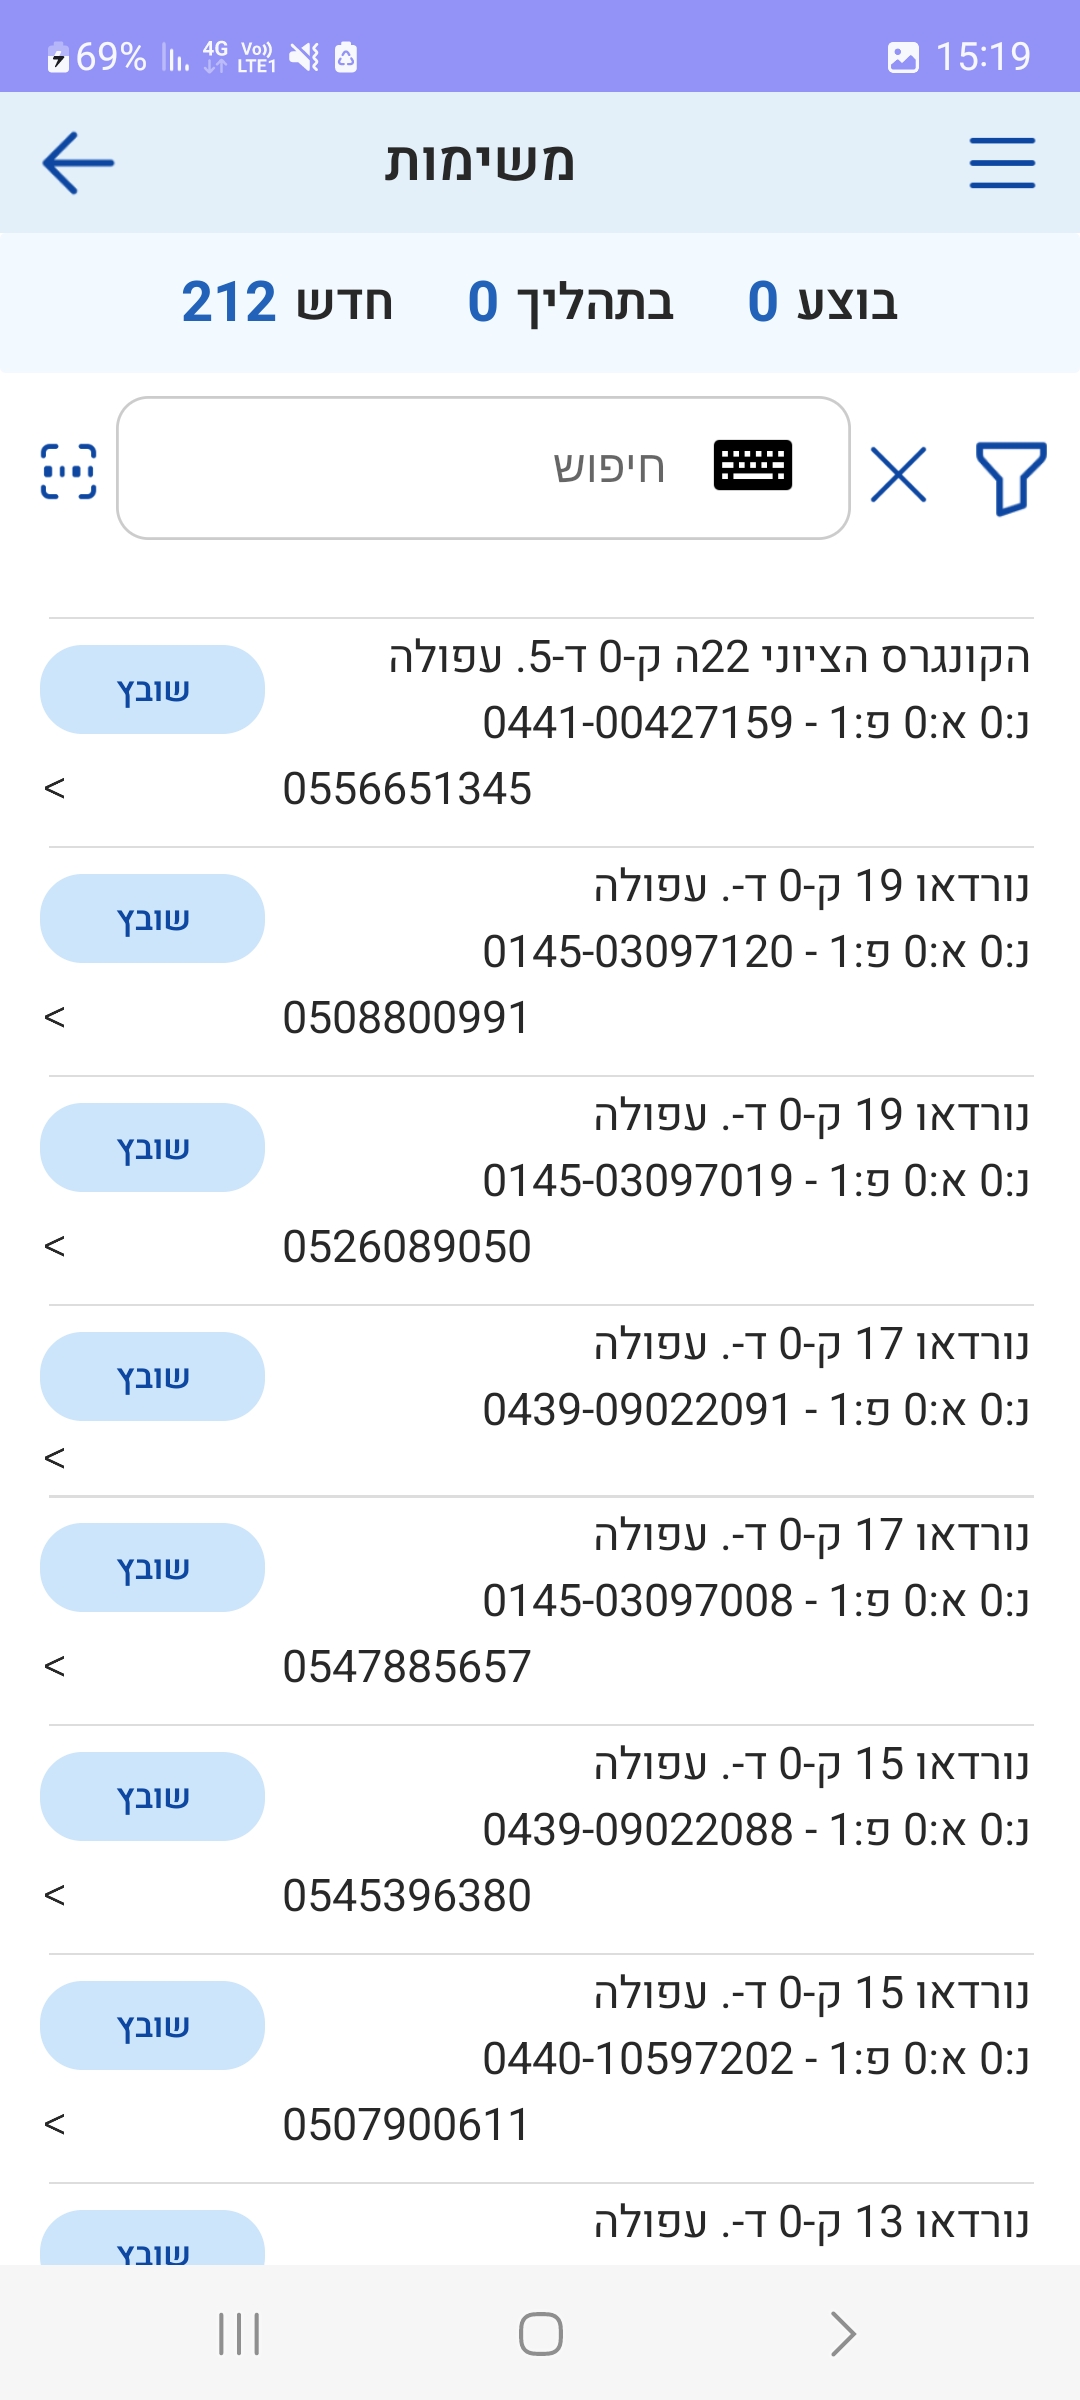 69% 4G Vo)) LTE1 15:19
משימות
בוצע 0 בתהליך 0 חדש 212
חיפוש
הקונגרס הציוני 22ה ק-0 ד-5. עפולה
שובץ
נ:0 א:0 פ:1 - 0441-00427159
0556651345
>
נורדאו 19 ק-0 ד-. עפולה
שובץ
נ:0 א:0 פ:1 - 0145-03097120
0508800991
>
נורדאו 19 ק-0 ד-. עפולה
שובץ
נ:0 א:0 פ:1 - 0145-03097019
0526089050
>
נורדאו 17 ק-0 ד-. עפולה
שובץ
נ:0 א:0 פ:1 - 0439-09022091
>
נורדאו 17 ק-0 ד-. עפולה
שובץ
נ:0 א:0 פ:1 - 0145-03097008
0547885657
>
נורדאו 15 ק-0 ד-. עפולה
שובץ
נ:0 א:0 פ:1 - 0439-09022088
0545396380
>
נורדאו 15 ק-0 ד-. עפולה
שובץ
נ:0 א:0 פ:1 - 0440-10597202
0507900611
>
נורדאו 13 ק-0 ד-. עפולה
שובץ